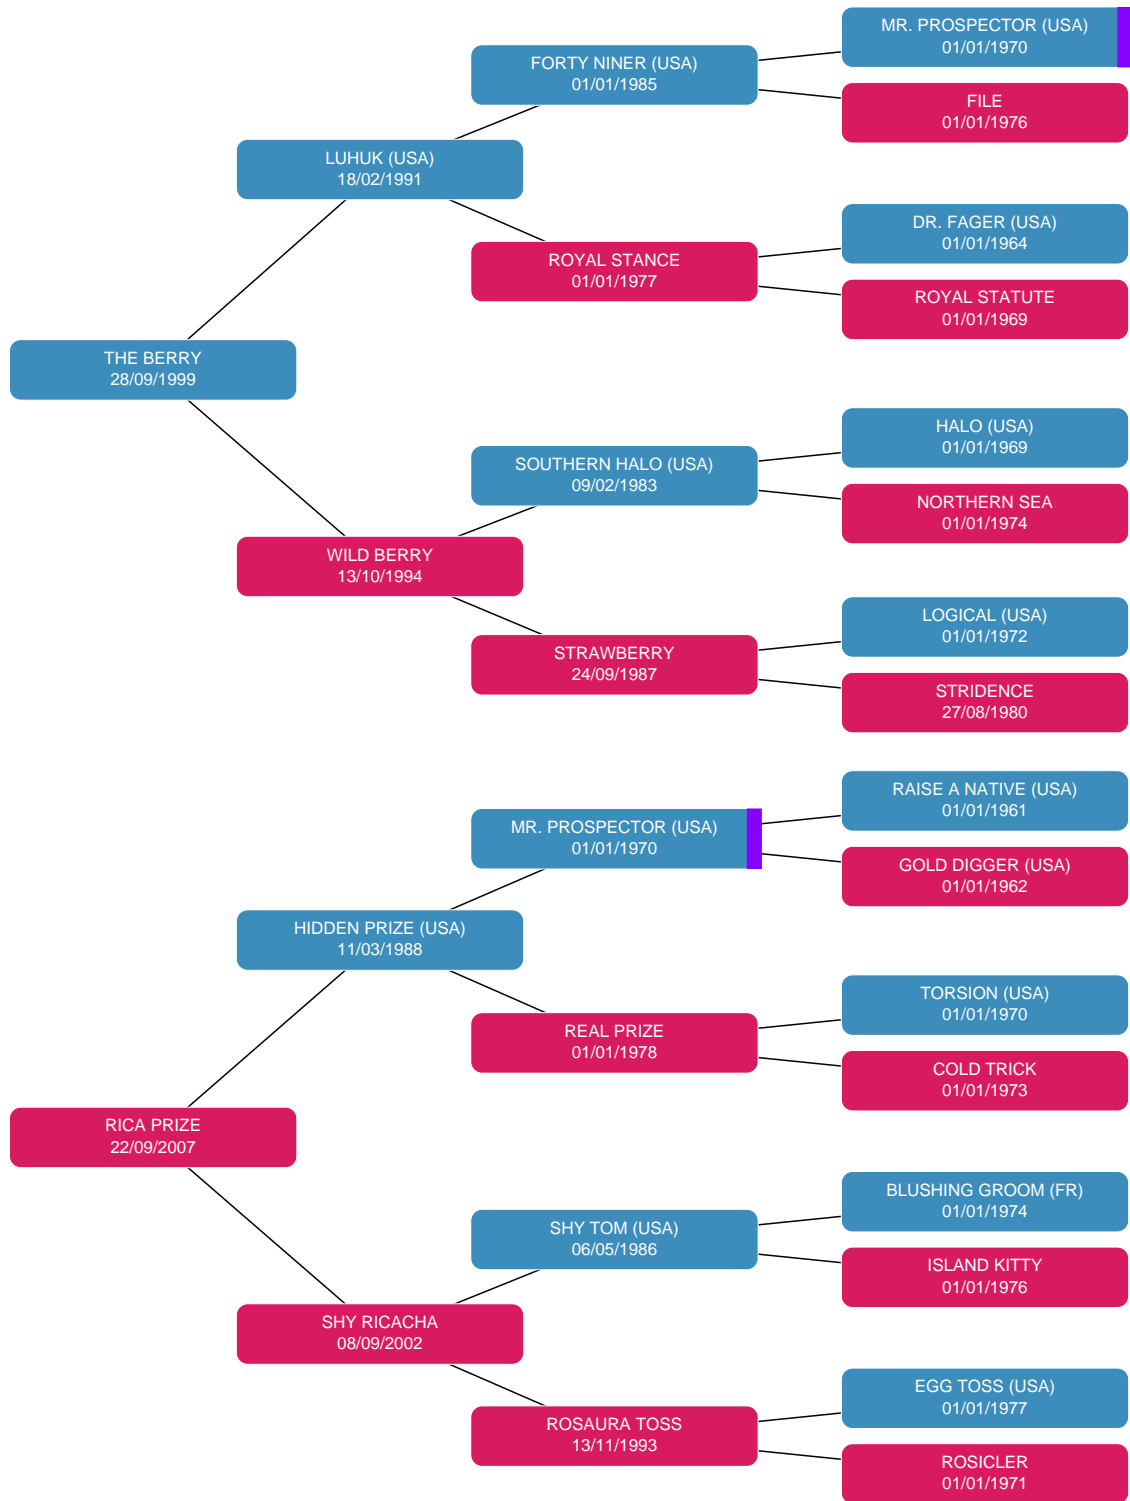 MR. PROSPECTOR (USA)
01/01/1970
FORTY NINER (USA)
01/01/1985
FILE
01/01/1976
LUHUK (USA)
18/02/1991
DR. FAGER (USA)
01/01/1964
ROYAL STANCE
01/01/1977
ROYAL STATUTE
01/01/1969
THE BERRY
28/09/1999
HALO (USA)
01/01/1969
SOUTHERN HALO (USA)
09/02/1983
NORTHERN SEA
01/01/1974
WILD BERRY
13/10/1994
LOGICAL (USA)
01/01/1972
STRAWBERRY
24/09/1987
STRIDENCE
27/08/1980
RAISE A NATIVE (USA)
01/01/1961
MR. PROSPECTOR (USA)
01/01/1970
GOLD DIGGER (USA)
01/01/1962
HIDDEN PRIZE (USA)
11/03/1988
TORSION (USA)
01/01/1970
REAL PRIZE
01/01/1978
COLD TRICK
01/01/1973
RICA PRIZE
22/09/2007
BLUSHING GROOM (FR)
01/01/1974
SHY TOM (USA)
06/05/1986
ISLAND KITTY
01/01/1976
SHY RICACHA
08/09/2002
EGG TOSS (USA)
01/01/1977
ROSAURA TOSS
13/11/1993
ROSICLER
01/01/1971